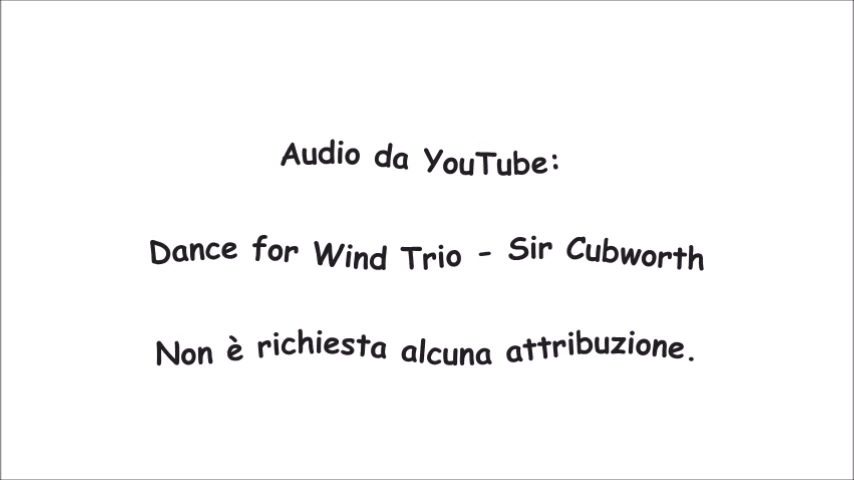 Audio da YouTube:
Dance for Wind Trio - Sir Cubworth
Non è richiesta alcuna attribuzione.